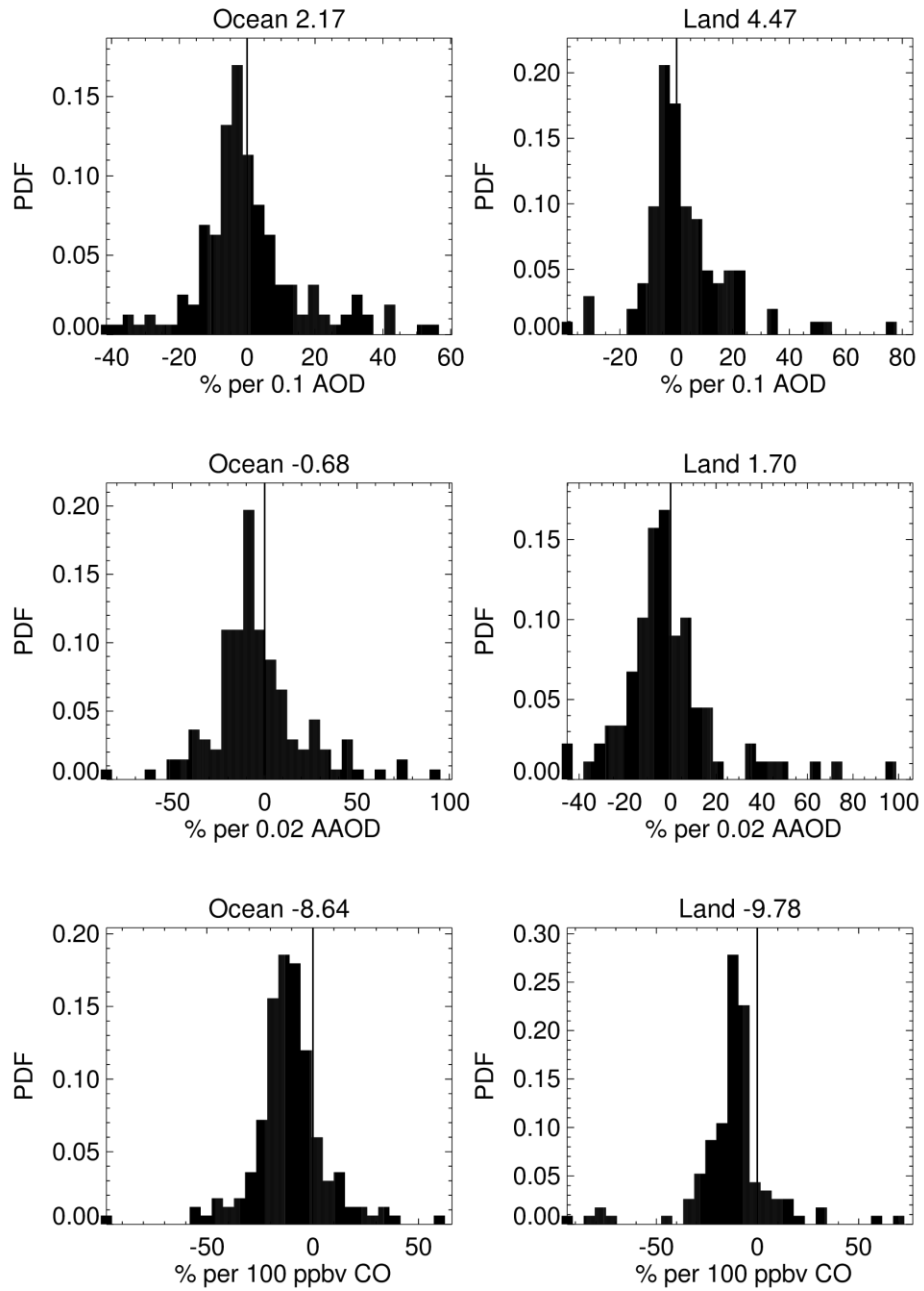 Ocean 2.17
PDF
0.15
0.10
0.05
0.00
-40 -20 0 20 40 60
% per 0.1 AOD
Land 4.47
PDF
0.20
0.15
0.10
0.05
0.00
-20 0 20 40 60 80
% per 0.1 AOD
Ocean -0.68
PDF
0.20
0.15
0.10
0.05
0.00
-50 0 50 100
% per 0.02 AAOD
Land 1.70
PDF
0.15
0.10
0.05
0.00
-40 -20 0 20 40 60 80 100
% per 0.02 AAOD
Ocean -8.64
PDF
0.20
0.15
0.10
0.05
0.00
-50 0 50
% per 100 ppbv CO
Land -9.78
PDF
0.30
0.25
0.20
0.15
0.10
0.05
0.00
-50 0 50
% per 100 ppbv CO